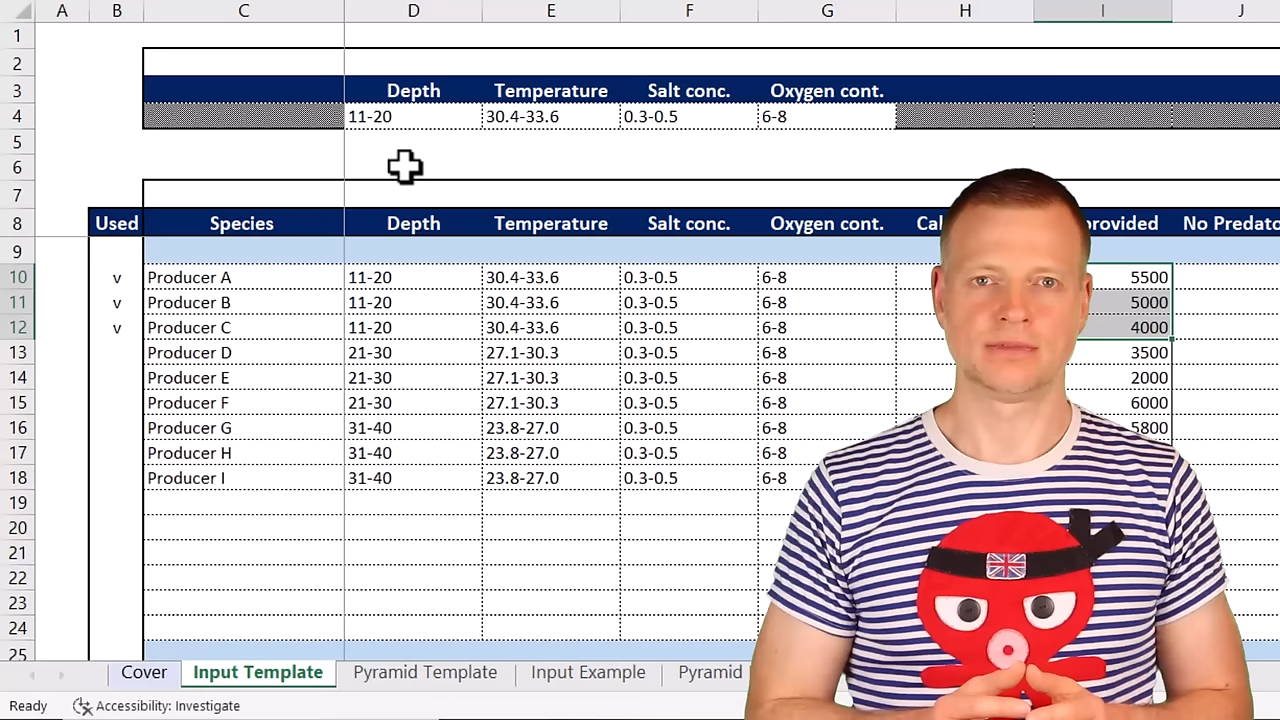 A B C D E F G H I J
1
2
3 Depth Temperature Salt conc. Oxygen cont.
4 11-20 30.4-33.6 0.3-0.5 6-8
5
6
7
8 Used Species Depth Temperature Salt conc. Oxygen cont. Cal provided No Predato
9
10 v Producer A 11-20 30.4-33.6 0.3-0.5 6-8 5500
11 v Producer B 11-20 30.4-33.6 0.3-0.5 6-8 5000
12 v Producer C 11-20 30.4-33.6 0.3-0.5 6-8 4000
13 Producer D 21-30 27.1-30.3 0.3-0.5 6-8 3500
14 Producer E 21-30 27.1-30.3 0.3-0.5 6-8 2000
15 Producer F 21-30 27.1-30.3 0.3-0.5 6-8 6000
16 Producer G 31-40 23.8-27.0 0.3-0.5 6-8 5800
17 Producer H 31-40 23.8-27.0 0.3-0.5 6-8
18 Producer I 31-40 23.8-27.0 0.3-0.5 6-8
19
20
21
22
23
24
25
Cover Input Template Pyramid Template Input Example Pyramid
Ready Accessibility: Investigate